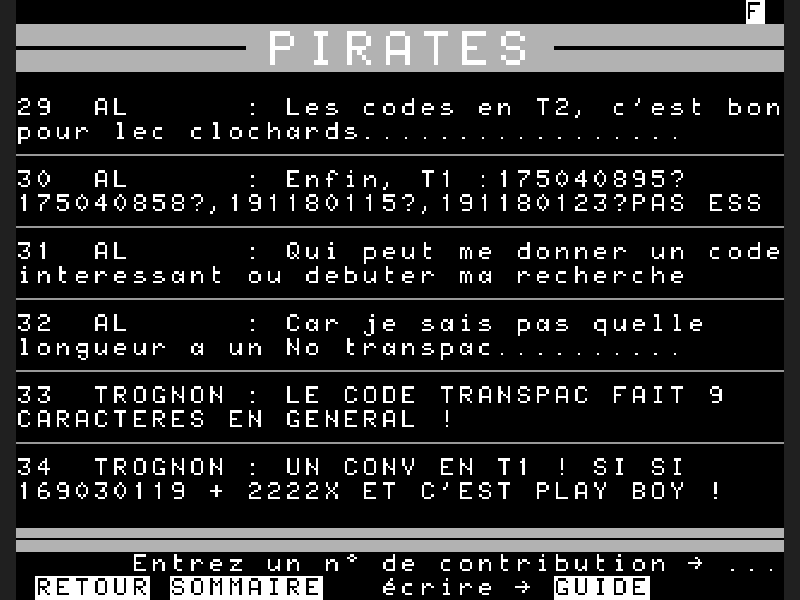 F
PIRATES
29 AL : Les codes en T2, c'est bon
pour lec clochards.................
30 AL : Enfin, T1 :175040895?
175040858?,191180115?,191180123?PAS ESS
31 AL : Qui peut me donner un code
interessant ou debuter ma recherche
32 AL : Car je sais pas quelle
longueur a un No transpac..........
33 TROGNON : LE CODE TRANSPAC FAIT 9
CARACTERES EN GENERAL !
34 TROGNON : UN CONV EN T1 ! SI SI
169030119 + 2222X ET C'EST PLAY BOY !
Entrez un n° de contribution → ...
RETOUR SOMMAIRE écrire → GUIDE